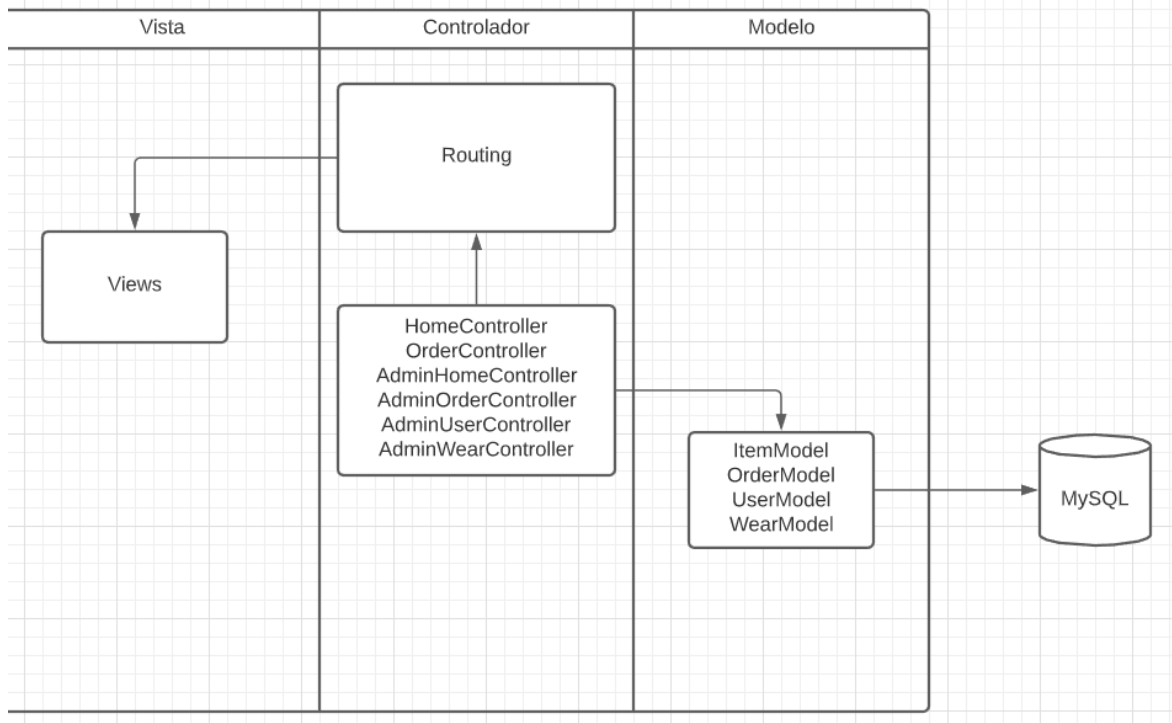 Vista
Controlador
Modelo
Routing
Views
HomeController
OrderController
AdminHomeController
AdminOrderController
AdminUserController
AdminWearController
ItemModel
OrderModel
UserModel
WearModel
MySQL